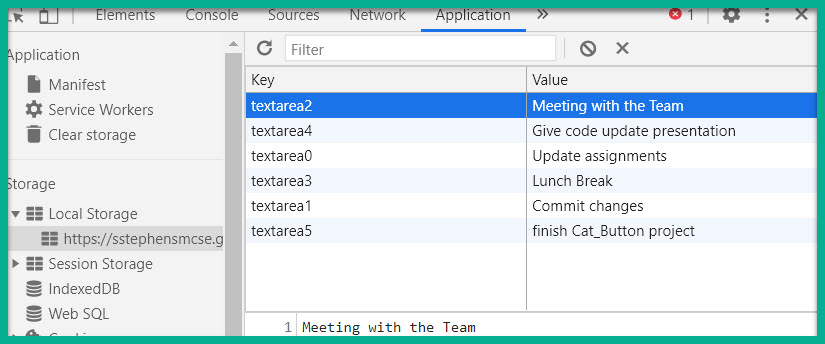 Elements Console Sources Network Application » 1
Application
Manifest
Service Workers
Clear storage
Storage
Local Storage
https://sstephensmcse.g
Session Storage
IndexedDB
Web SQL
Filter
Key Value
textarea2 Meeting with the Team
textarea4 Give code update presentation
textarea0 Update assignments
textarea3 Lunch Break
textarea1 Commit changes
textarea5 finish Cat_Button project
1 Meeting with the Team